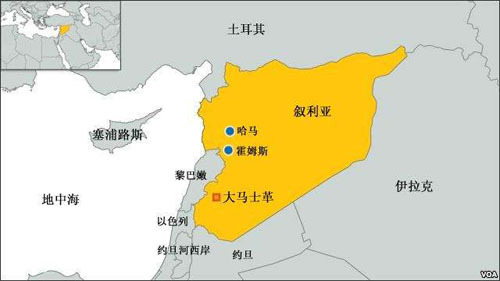 土耳其
叙利亚
哈马
塞浦路斯
霍姆斯
黎巴嫩
伊拉克
地中海
大马士革
以色列
约旦河西岸
约旦
VOA